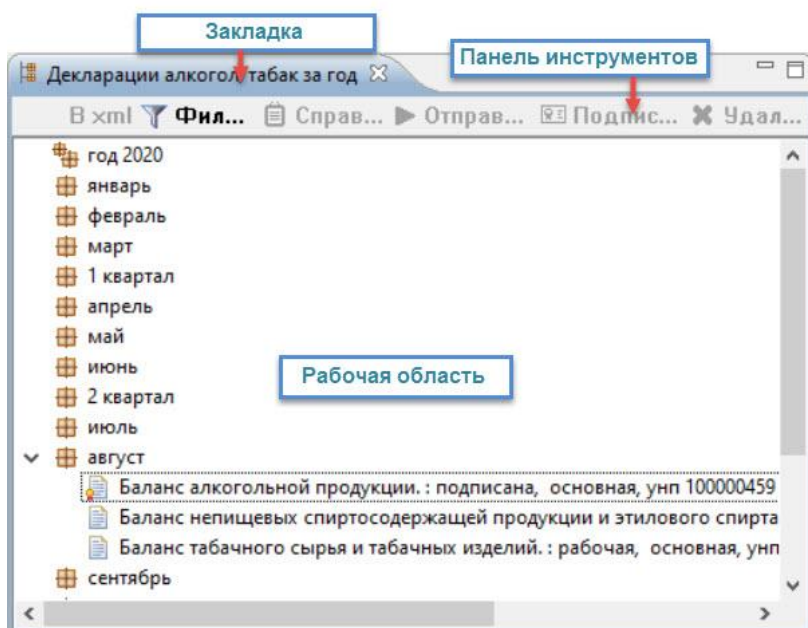 Закладка
Панель инструментов
Декларации алкогол табак за год
В xml Фил... Справ... Отправ... Подпис... Удал...
год 2020
январь
февраль
март
1 квартал
апрель
май
июнь
Рабочая область
2 квартал
июль
август
Баланс алкогольной продукции. : подписана, основная, унп 100000459
Баланс непищевых спиртосодержащей продукции и этилового спирта
Баланс табачного сырья и табачных изделий. : рабочая, основная, унп
сентябрь